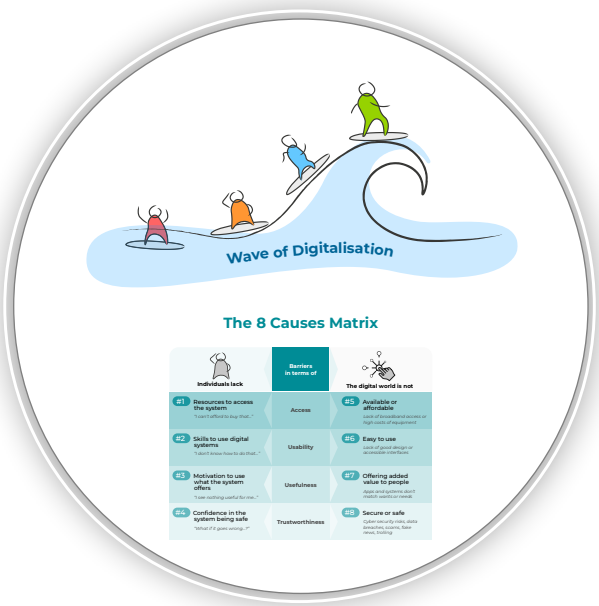 Wave of Digitalisation
The 8 Causes Matrix
Individuals lack
Barriers
in terms of
The digital world is not
#1 Resources to access
the system
"I can't afford to buy that..."
Access
#5 Available or
affordable
Lack of broadband access or
high costs of equipment
#2 Skills to use digital
systems
"I don't know how to do that..."
Usability
#6 Easy to use
Lack of good design or
accessible interfaces
#3 Motivation to use
what the system
offers
"I see nothing useful for me..."
Usefulness
#7 Offering added
value to people
Apps and systems don't
match wants or needs
#4 Confidence in the
system being safe
"What if it goes wrong...?"
Trustworthiness
#8 Secure or safe
Cyber security risks, data
breaches, scams, fake
news, trolling